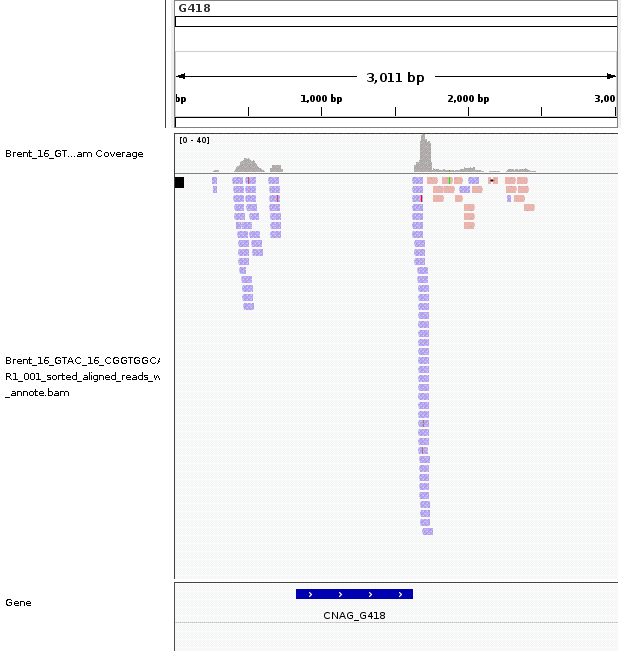 G418
3,011 bp
bp 1,000 bp 2,000 bp 3,00
[0 - 40]
Brent_16_GT...am Coverage
Brent_16_GTAC_16_CGGTGGCA
R1_001_sorted_aligned_reads_w
_annote.bam
Gene
CNAG_G418